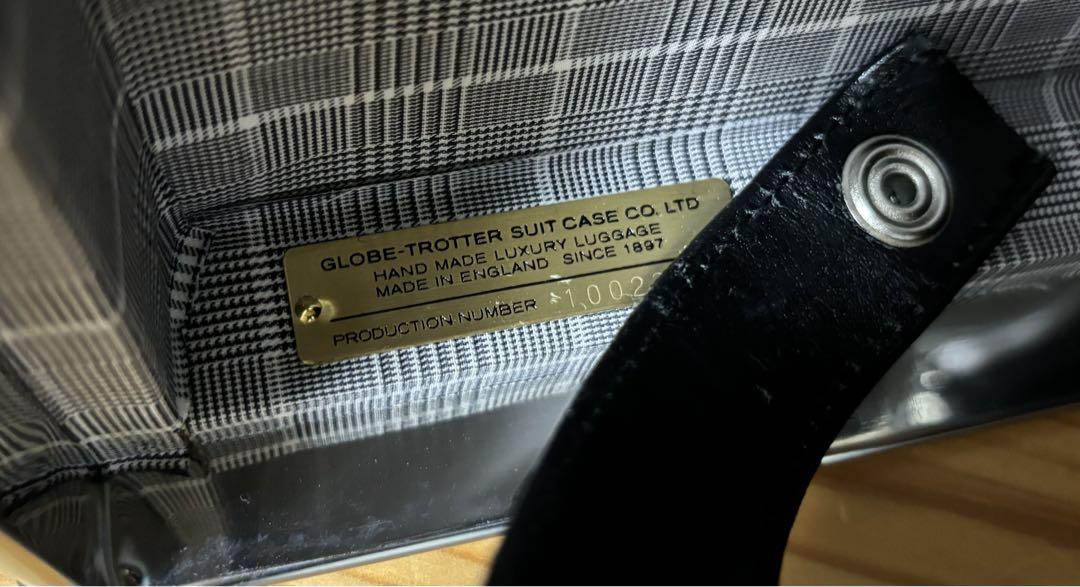 GLOBE-TROTTER SUIT CASE CO. LTD
HAND MADE LUXURY LUGGAGE
MADE IN ENGLAND SINCE 1897
PRODUCTION NUMBER